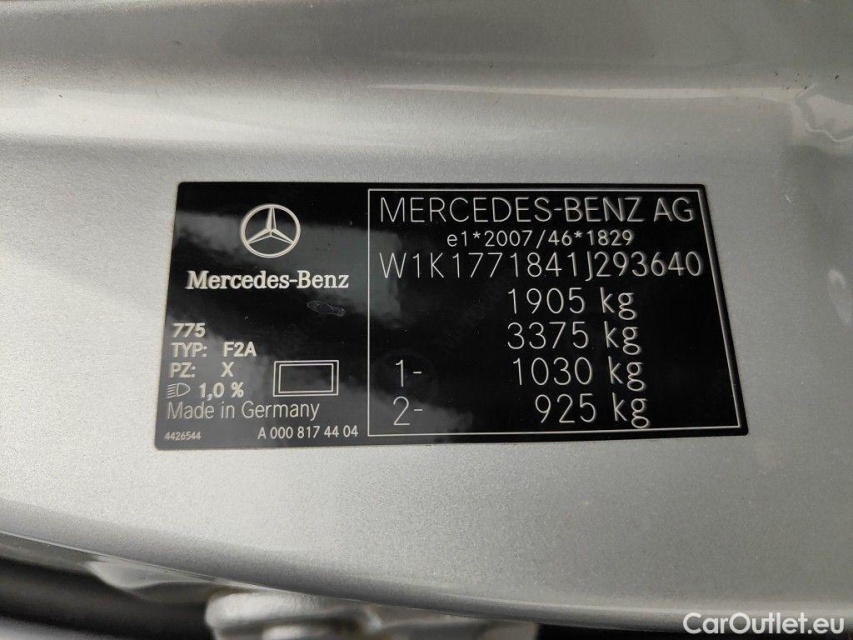 Mercedes-Benz
775
TYP: F2A
PZ: X
1,0 %
Made in Germany
4426544 A 000 817 44 04
MERCEDES-BENZ AG
e1*2007/46*1829
W1K1771841J293640
1905 kg
3375 kg
1- 1030 kg
2- 925 kg
CarOutlet.eu